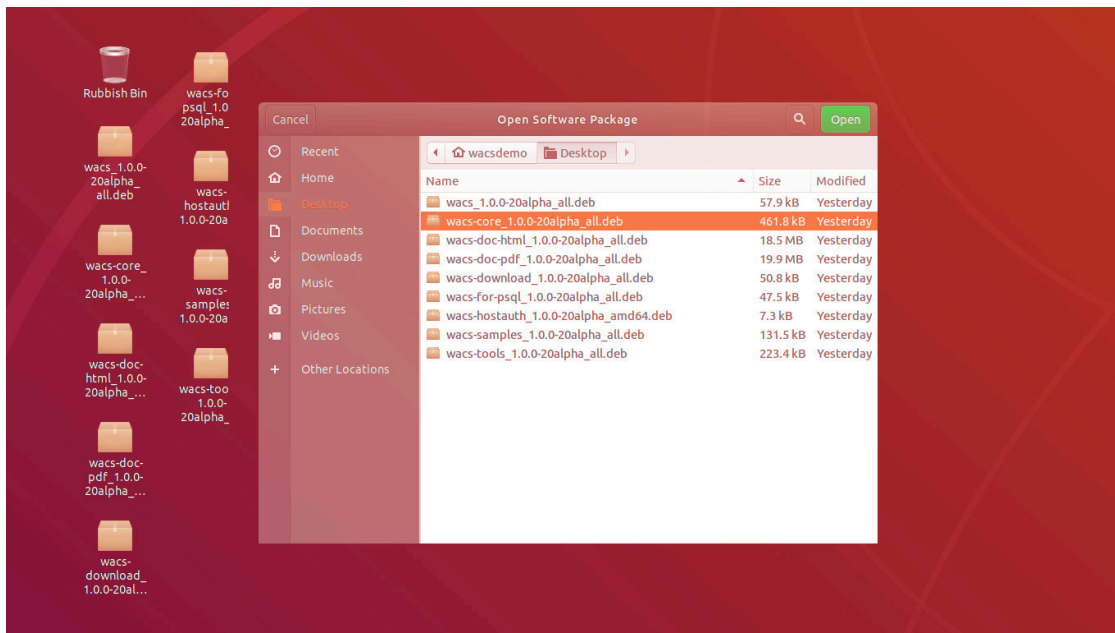 Rubbish Bin
wacs_1.0.0-
20alpha_
all.deb
wacs-core_
1.0.0-
20alpha_...
wacs-doc-
html_1.0.0-
20alpha_...
wacs-doc-
pdf_1.0.0-
20alpha_...
wacs-
download_
1.0.0-20al...
wacs-fo
psql_1.0
20alpha_
wacs-
hostaut
1.0.0-20a
wacs-
samples
1.0.0-20a
wacs-too
1.0.0-
20alpha_
Cancel
Open Software Package
Open
Recent
Home
Desktop
Documents
Downloads
Music
Pictures
Videos
+ Other Locations
wacsdemo Desktop
Name Size Modified
wacs_1.0.0-20alpha_all.deb 57.9 kB Yesterday
wacs-core_1.0.0-20alpha_all.deb 461.8 kB Yesterday
wacs-doc-html_1.0.0-20alpha_all.deb 18.5 MB Yesterday
wacs-doc-pdf_1.0.0-20alpha_all.deb 19.9 MB Yesterday
wacs-download_1.0.0-20alpha_all.deb 50.8 kB Yesterday
wacs-for-psql_1.0.0-20alpha_all.deb 47.5 kB Yesterday
wacs-hostauth_1.0.0-20alpha_amd64.deb 7.3 kB Yesterday
wacs-samples_1.0.0-20alpha_all.deb 131.5 kB Yesterday
wacs-tools_1.0.0-20alpha_all.deb 223.4 kB Yesterday